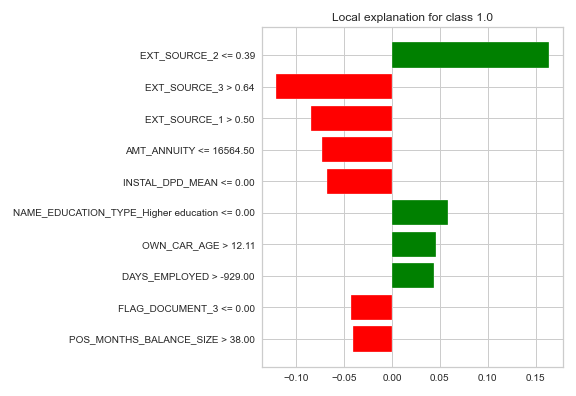 Local explanation for class 1.0
EXT_SOURCE_2 <= 0.39
EXT_SOURCE_3 > 0.64
EXT_SOURCE_1 > 0.50
AMT_ANNUITY <= 16564.50
INSTAL_DPD_MEAN <= 0.00
NAME_EDUCATION_TYPE_Higher education <= 0.00
OWN_CAR_AGE > 12.11
DAYS_EMPLOYED > -929.00
FLAG_DOCUMENT_3 <= 0.00
POS_MONTHS_BALANCE_SIZE > 38.00
−0.10 −0.05 0.00 0.05 0.10 0.15